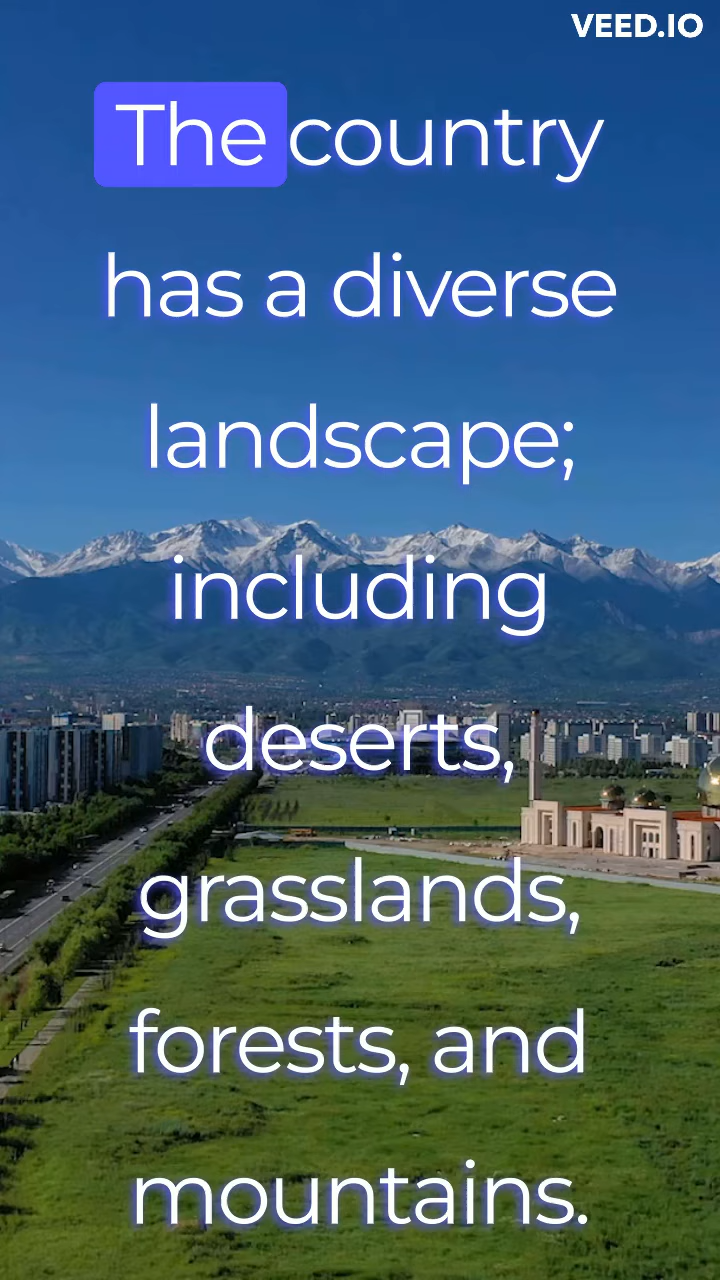 VEED.IO
The country
has a diverse
landscape;
including
deserts,
grasslands,
forests, and
mountains.